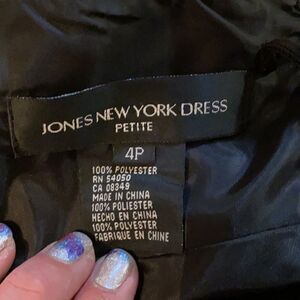 JONES NEW YORK DRESS
PETITE
4P
100% POLYESTER
RN 54050
CA 08349
MADE IN CHINA
100% POLIESTER
HECHO EN CHINA
100% POLYESTER
FABRIQUE EN CHINE